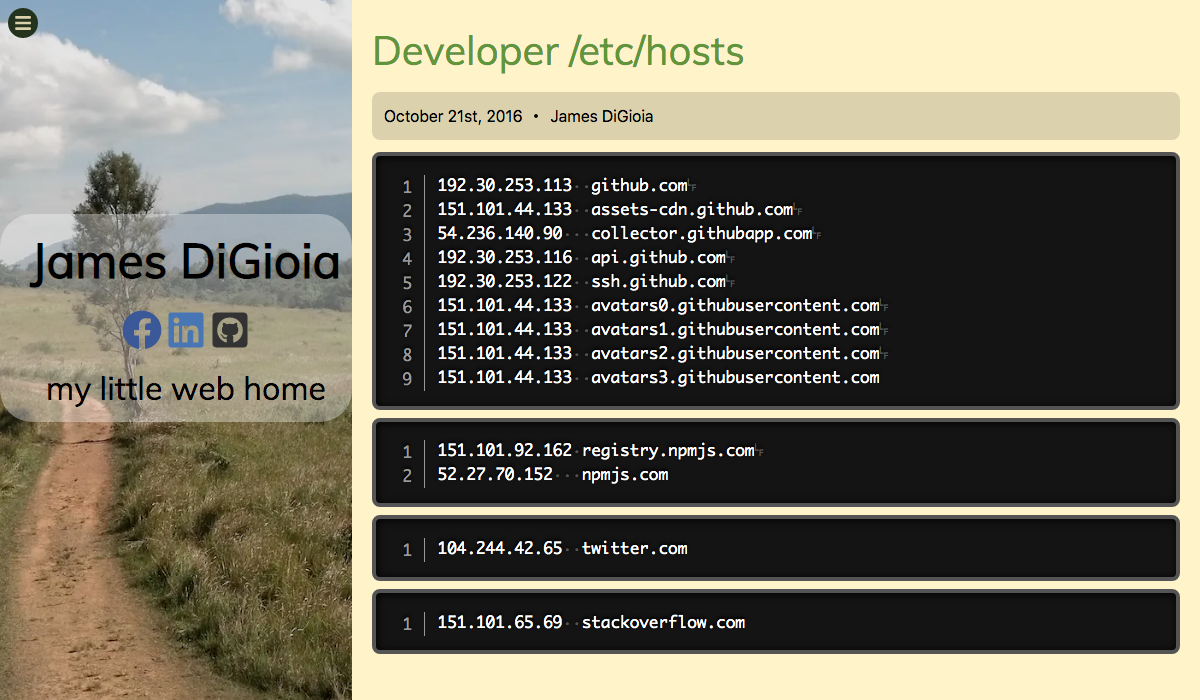 James DiGioia
my little web home
Developer /etc/hosts
October 21st, 2016 • James DiGioia
1 192.30.253.113  github.com
2 151.101.44.133  assets-cdn.github.com
3 54.236.140.90   collector.githubapp.com
4 192.30.253.116  api.github.com
5 192.30.253.122  ssh.github.com
6 151.101.44.133  avatars0.githubusercontent.com
7 151.101.44.133  avatars1.githubusercontent.com
8 151.101.44.133  avatars2.githubusercontent.com
9 151.101.44.133  avatars3.githubusercontent.com
1 151.101.92.162 registry.npmjs.com
2 52.27.70.152   npmjs.com
1 104.244.42.65  twitter.com
1 151.101.65.69  stackoverflow.com